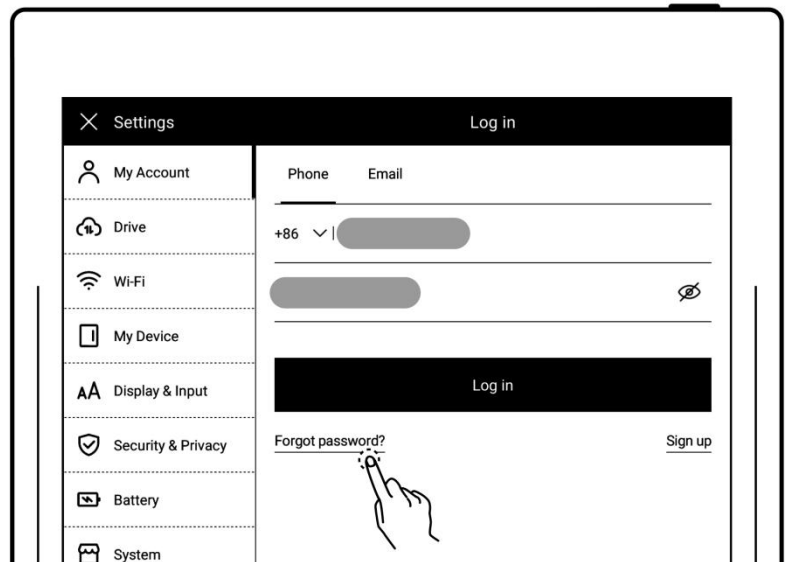 Settings
Log in
My Account
Drive
Wi-Fi
My Device
Display & Input
Security & Privacy
Battery
System
Phone Email
+86
Log in
Forgot password? Sign up